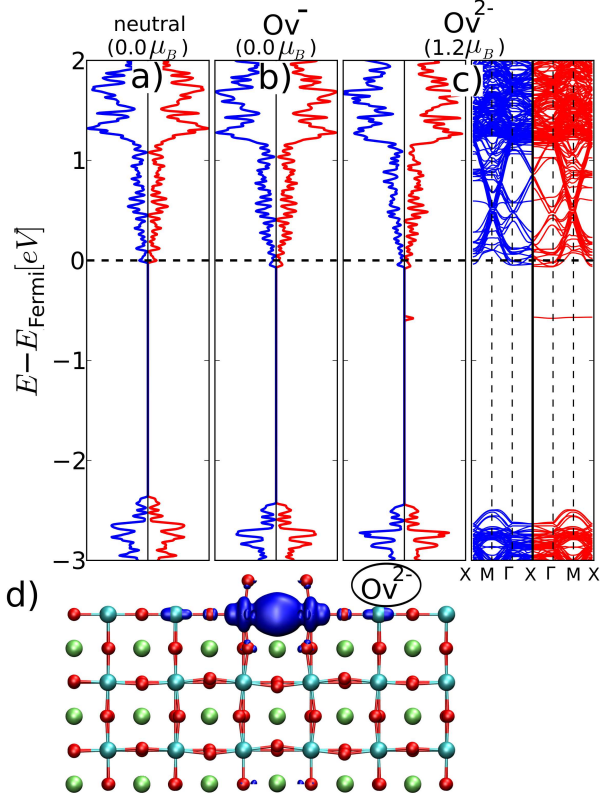 neutral
(0.0μB)
Ov-
(0.0μB)
Ov2-
(1.2μB)
a)
b)
c)
2
1
0
−1
−2
−3
E−EFermi[eV]
X M Γ X Γ M X
d)
Ov2-